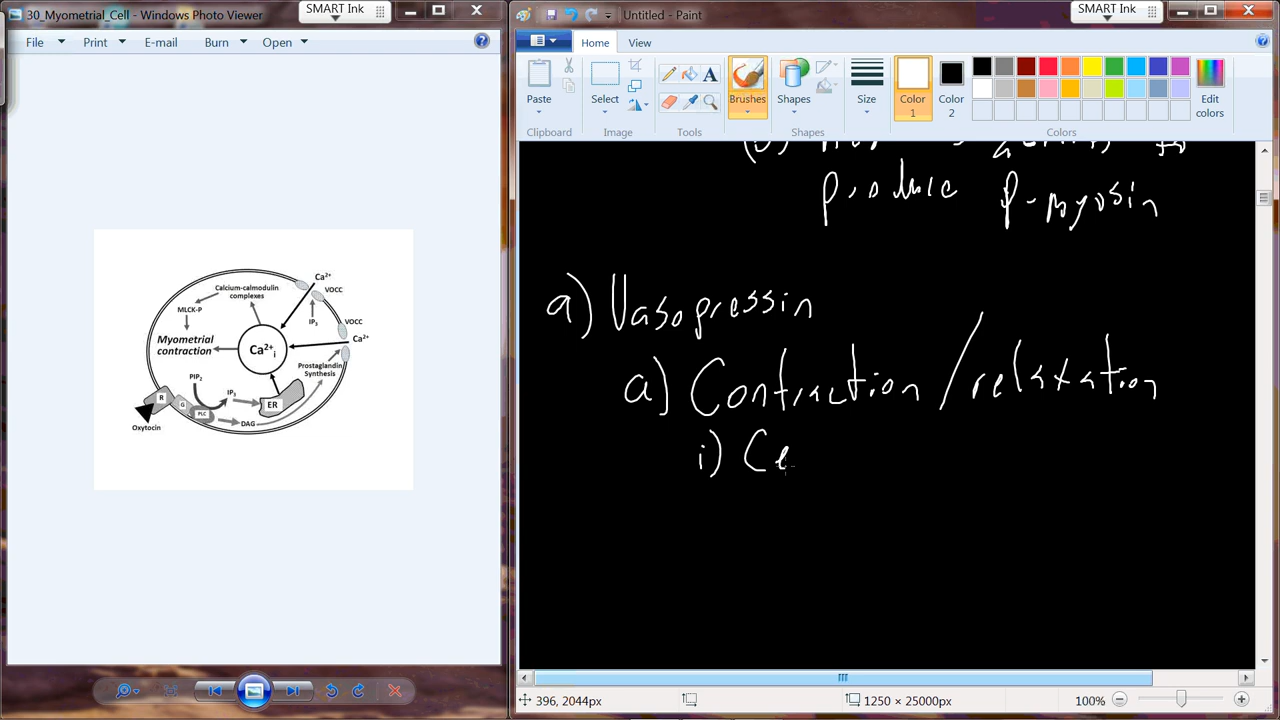 30_Myometrial_Cell - Windows Photo Viewer
SMART Ink
File Print E-mail Burn Open
Ca2+
VOCC
Calcium-calmodulin
complexes
MLCK-P
IP3
VOCC
Myometrial
contraction
Ca2+i
Ca2+
Prostaglandin
Synthesis
PIP2
IP3
ER
R
G
PLC
DAG
Oxytocin
Untitled - Paint
SMART Ink
Home View
Paste
Select
Brushes
Shapes
Size
Color
1
Color
2
Edit
colors
Clipboard Image Tools Shapes Colors
produce p-myosin
a) Vasopressin
a) Contraction/relaxation
i) Ce
396, 2044px
1250 × 25000px
100%